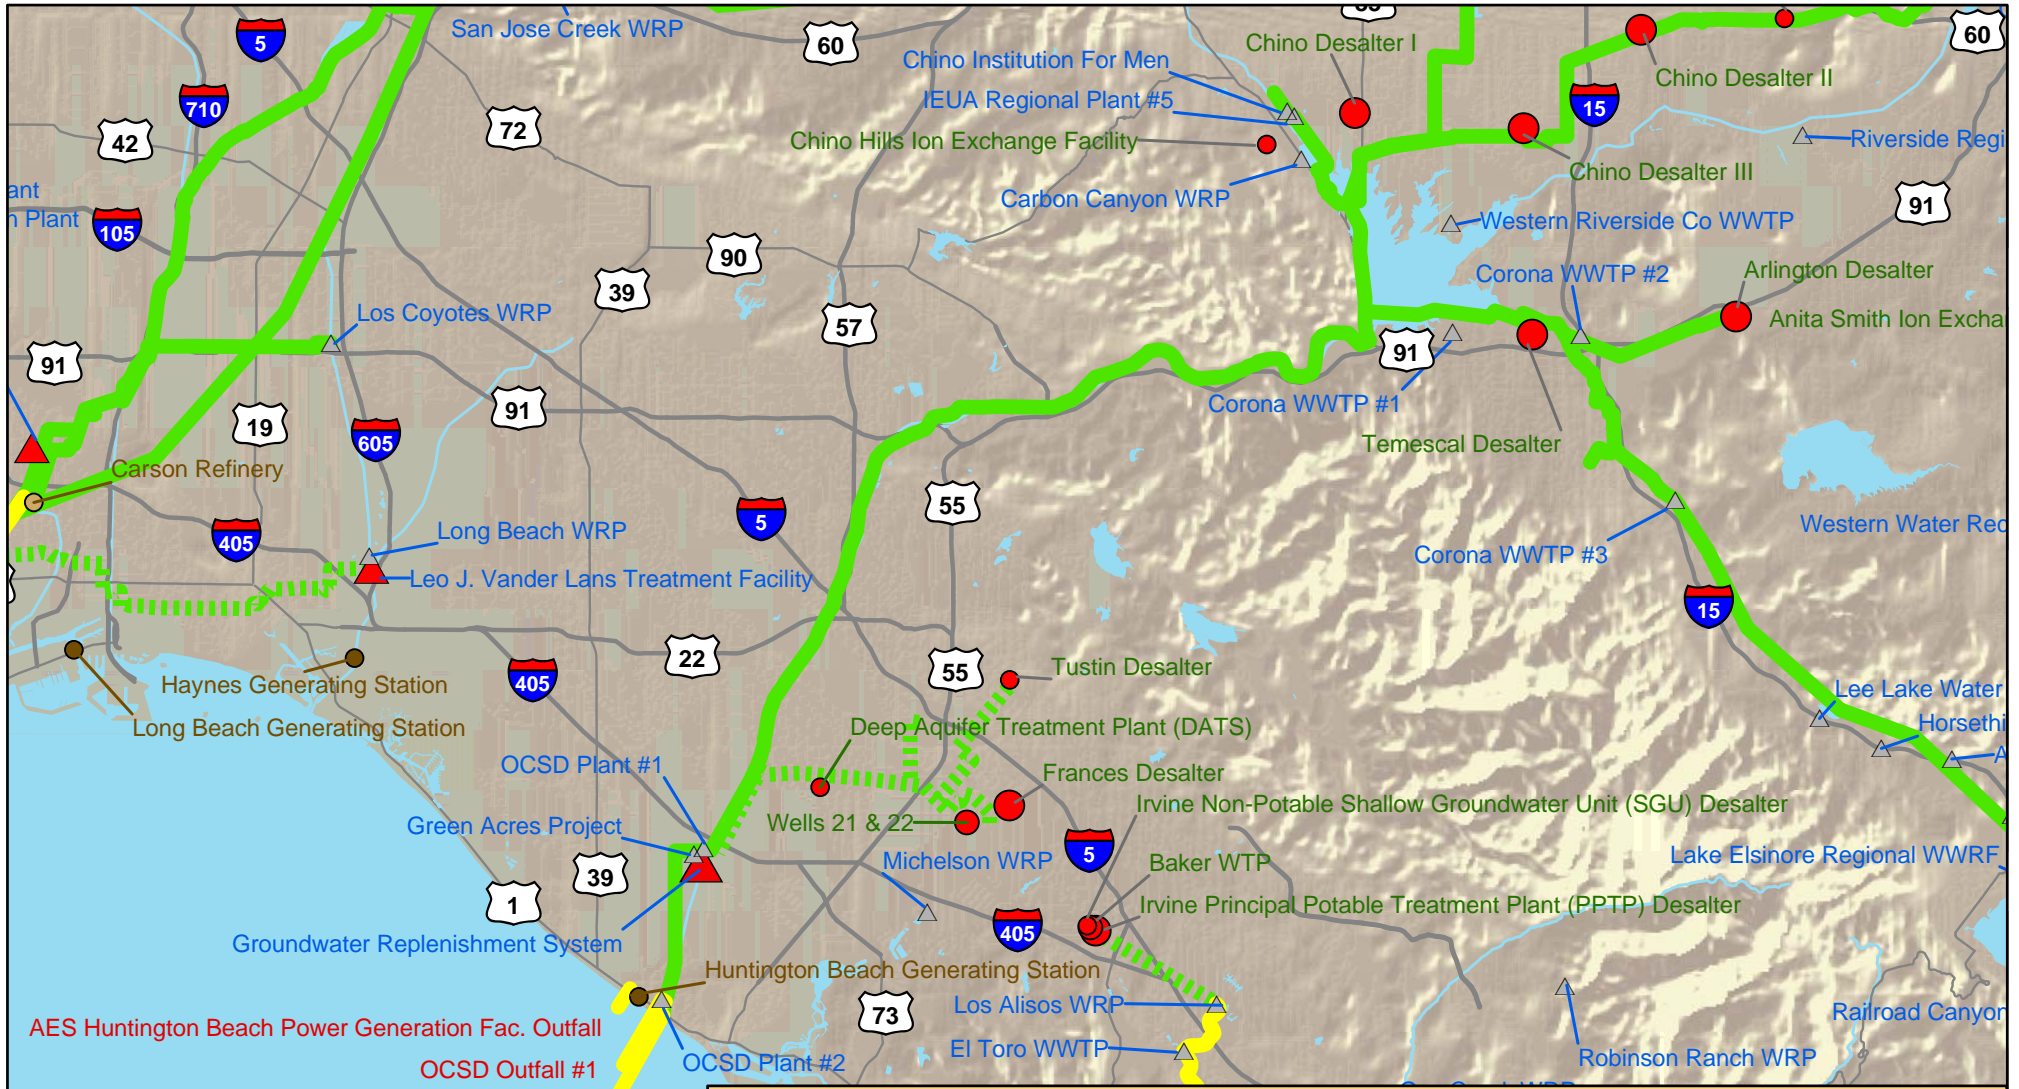 San Jose Creek WRP
5
60
Chino Desalter I
60
Chino Institution For Men
Chino Desalter II
710
IEUA Regional Plant #5
15
42
72
Chino Hills Ion Exchange Facility
Riverside Regi
Chino Desalter III
ant
Carbon Canyon WRP
91
n Plant
105
Western Riverside Co WWTP
90
Corona WWTP #2
Arlington Desalter
39
Los Coyotes WRP
57
Anita Smith Ion Excha
91
91
91
Corona WWTP #1
19
605
Temescal Desalter
Carson Refinery
55
5
Western Water Rec
Long Beach WRP
405
Corona WWTP #3
Leo J. Vander Lans Treatment Facility
15
22
55
Tustin Desalter
405
Haynes Generating Station
Lee Lake Water
Long Beach Generating Station
Deep Aquifer Treatment Plant (DATS)
Horsethi
A
OCSD Plant #1
Frances Desalter
Irvine Non-Potable Shallow Groundwater Unit (SGU) Desalter
Green Acres Project
Wells 21 & 22
5
Michelson WRP
Baker WTP
Lake Elsinore Regional WWRF
39
1
Irvine Principal Potable Treatment Plant (PPTP) Desalter
405
Groundwater Replenishment System
Huntington Beach Generating Station
Los Alisos WRP
73
Railroad Canyon
AES Huntington Beach Power Generation Fac. Outfall
El Toro WWTP
Robinson Ranch WRP
OCSD Outfall #1
OCSD Plant #2